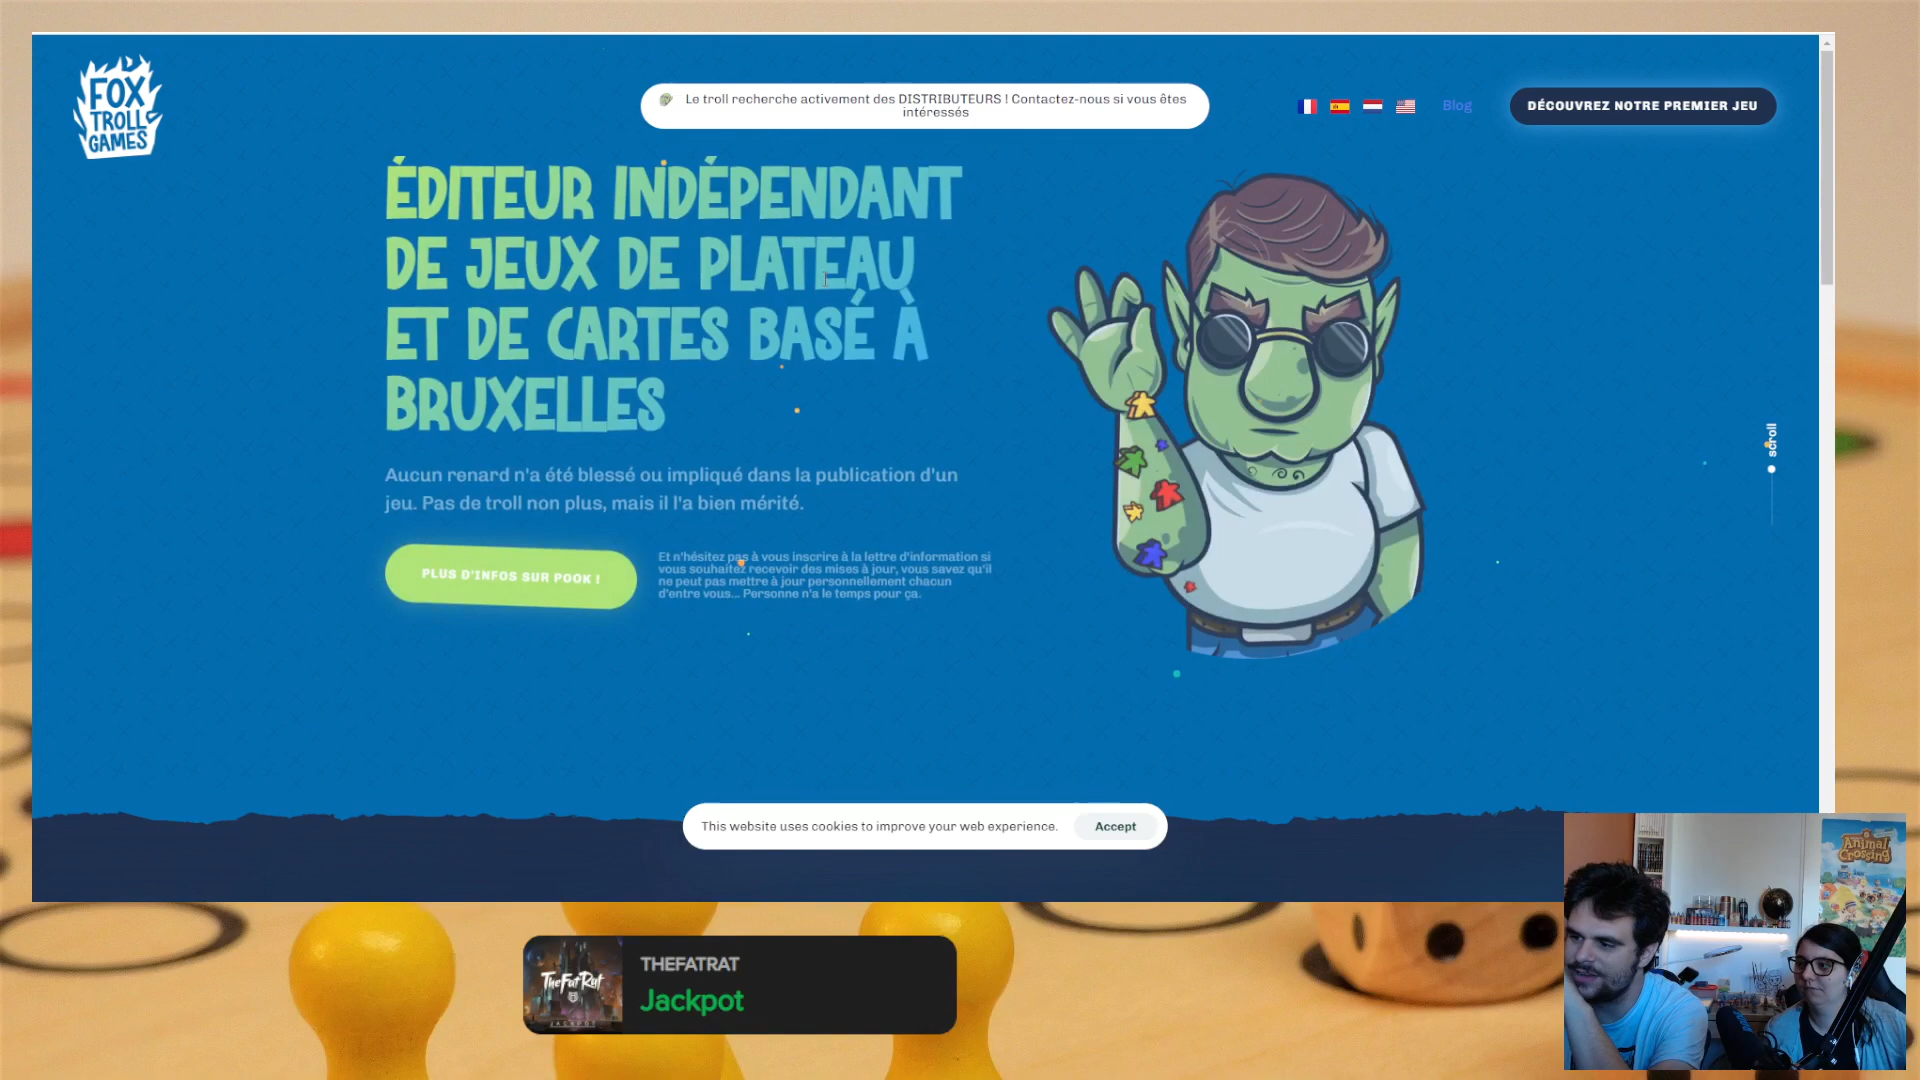 FOX
TROLL
GAMES
Le troll recherche activement des DISTRIBUTEURS ! Contactez-nous si vous êtes
intéressés
Blog
DÉCOUVREZ NOTRE PREMIER JEU
ÉDITEUR INDÉPENDANT
DE JEUX DE PLATEAU
ET DE CARTES BASÉ À
BRUXELLES
Aucun renard n'a été blessé ou impliqué dans la publication d'un
jeu. Pas de troll non plus, mais il l'a bien mérité.
PLUS D'INFOS SUR POOK !
Et n'hésitez pas à vous inscrire à la lettre d'information si
vous souhaitez recevoir des mises à jour, vous savez qu'il
ne peut pas mettre à jour personnellement chacun
d'entre vous... Personne n'a le temps pour ça.
scroll
This website uses cookies to improve your web experience.
Accept
Animal
Crossing
TheFatRat
JACKPOT
THEFATRAT
Jackpot